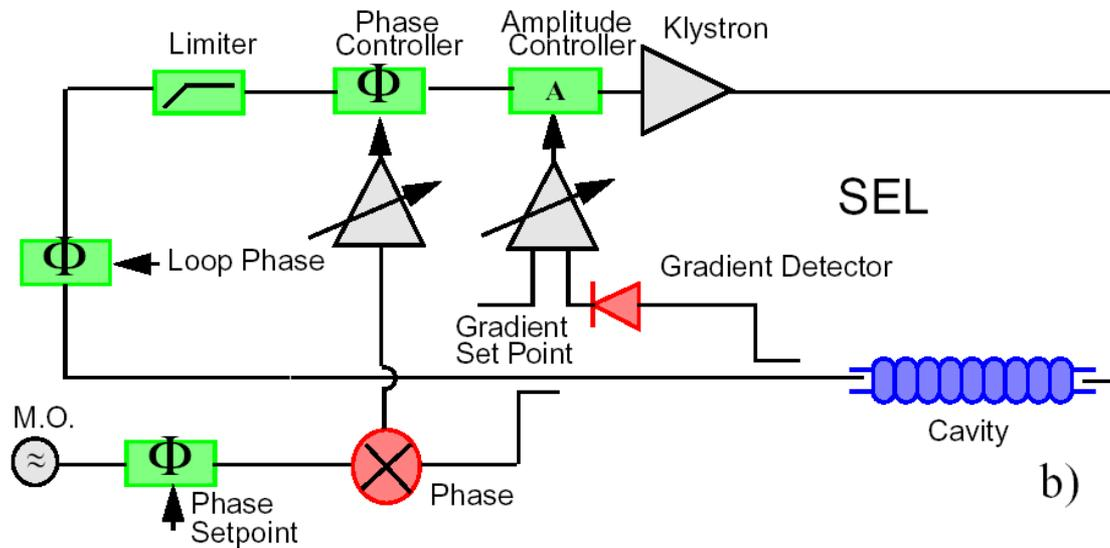 Limiter
Phase
Controller
Amplitude
Controller
Klystron
Φ
A
SEL
Φ
Loop Phase
Gradient Detector
Gradient
Set Point
Cavity
M.O.
≈
Φ
Phase
Phase
Setpoint
b)